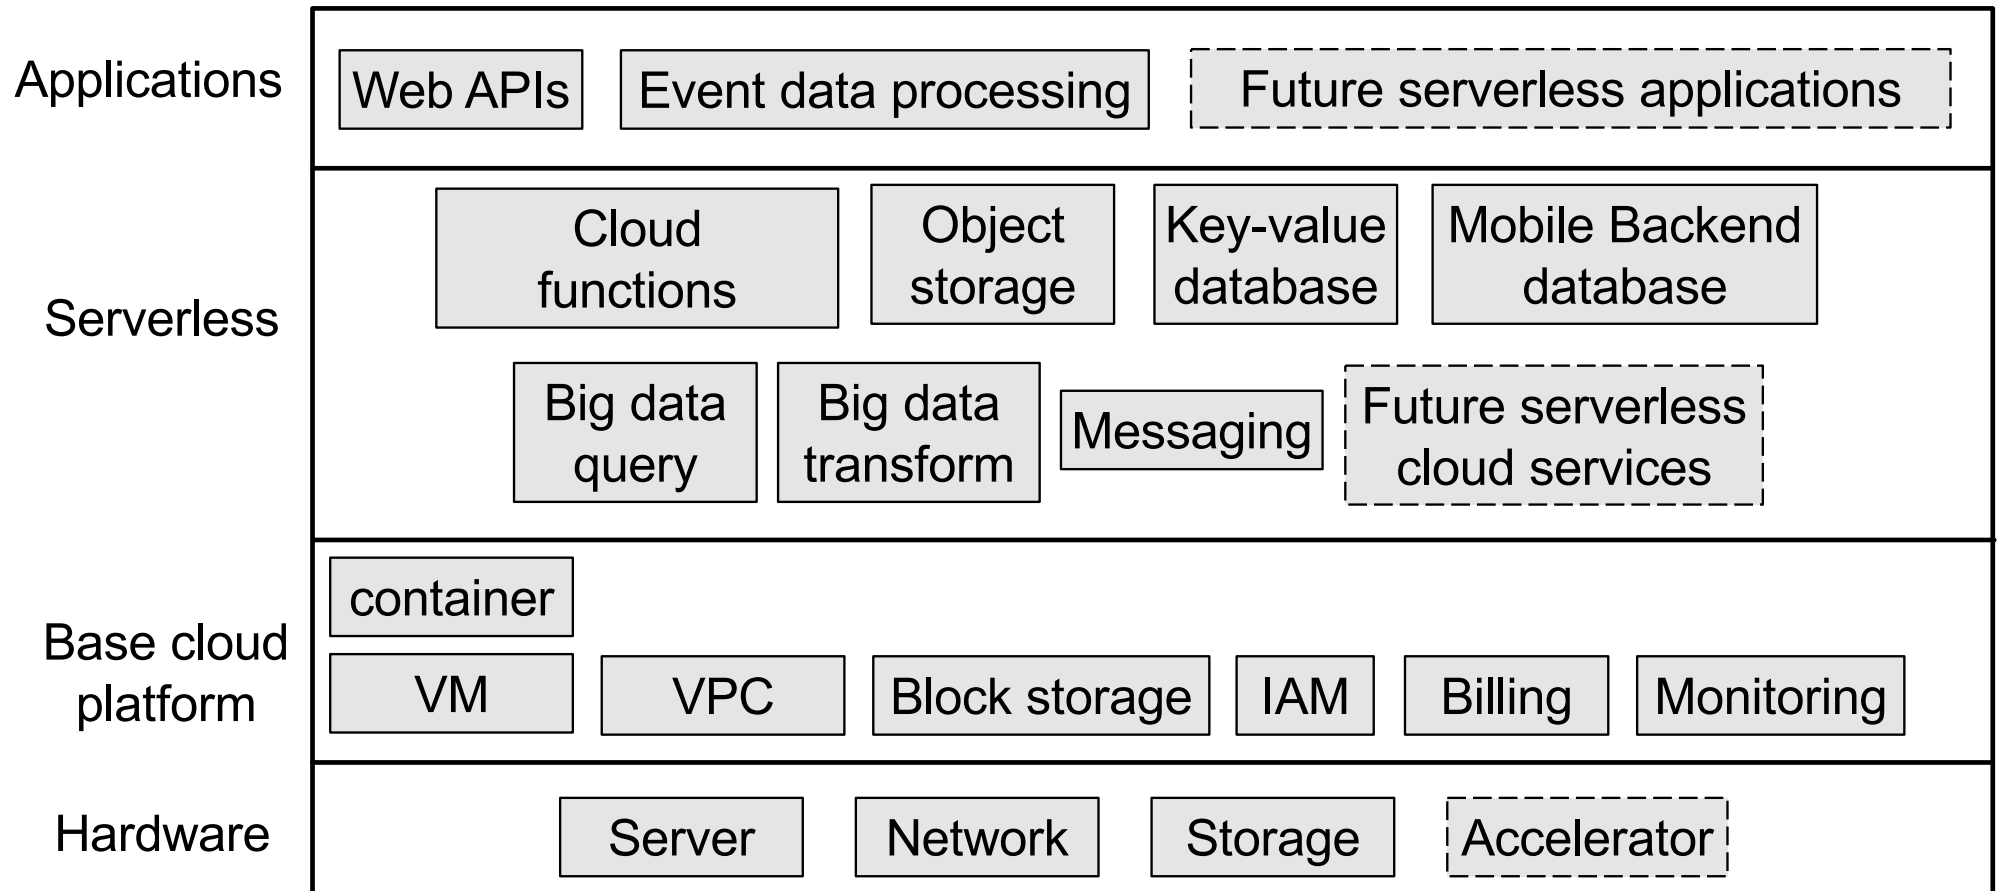 Applications
Web APIs
Event data processing
Future serverless applications
Serverless
Cloud
functions
Object
storage
Key-value
database
Mobile Backend
database
Big data
query
Big data
transform
Messaging
Future serverless
cloud services
Base cloud
platform
container
VM
VPC
Block storage
IAM
Billing
Monitoring
Hardware
Server
Network
Storage
Accelerator